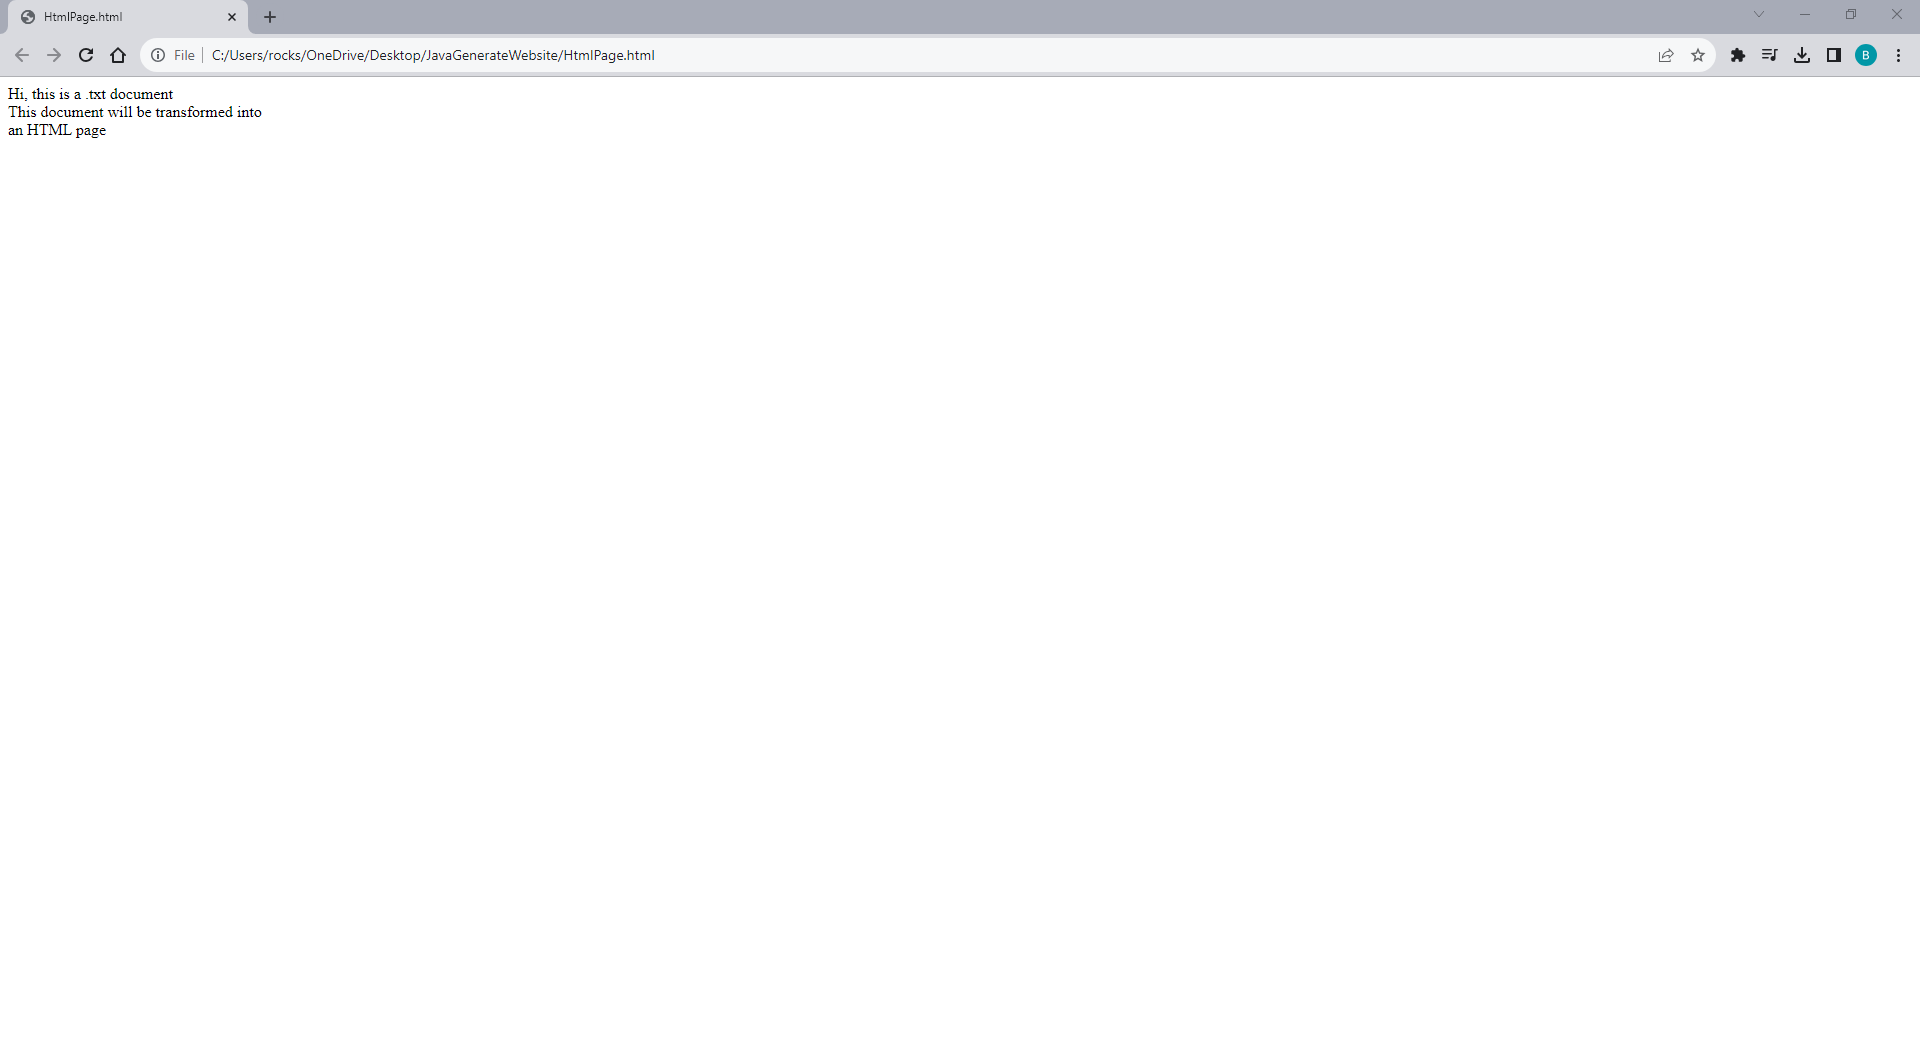 HtmlPage.html
File
C:/Users/rocks/OneDrive/Desktop/JavaGenerateWebsite/HtmlPage.html
B
Hi, this is a .txt document
This document will be transformed into
an HTML page